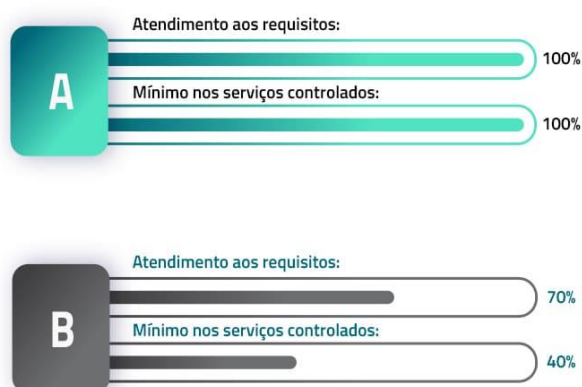 Atendimento aos requisitos:
100%
A
Mínimo nos serviços controlados:
100%
Atendimento aos requisitos:
70%
B
Mínimo nos serviços controlados:
40%